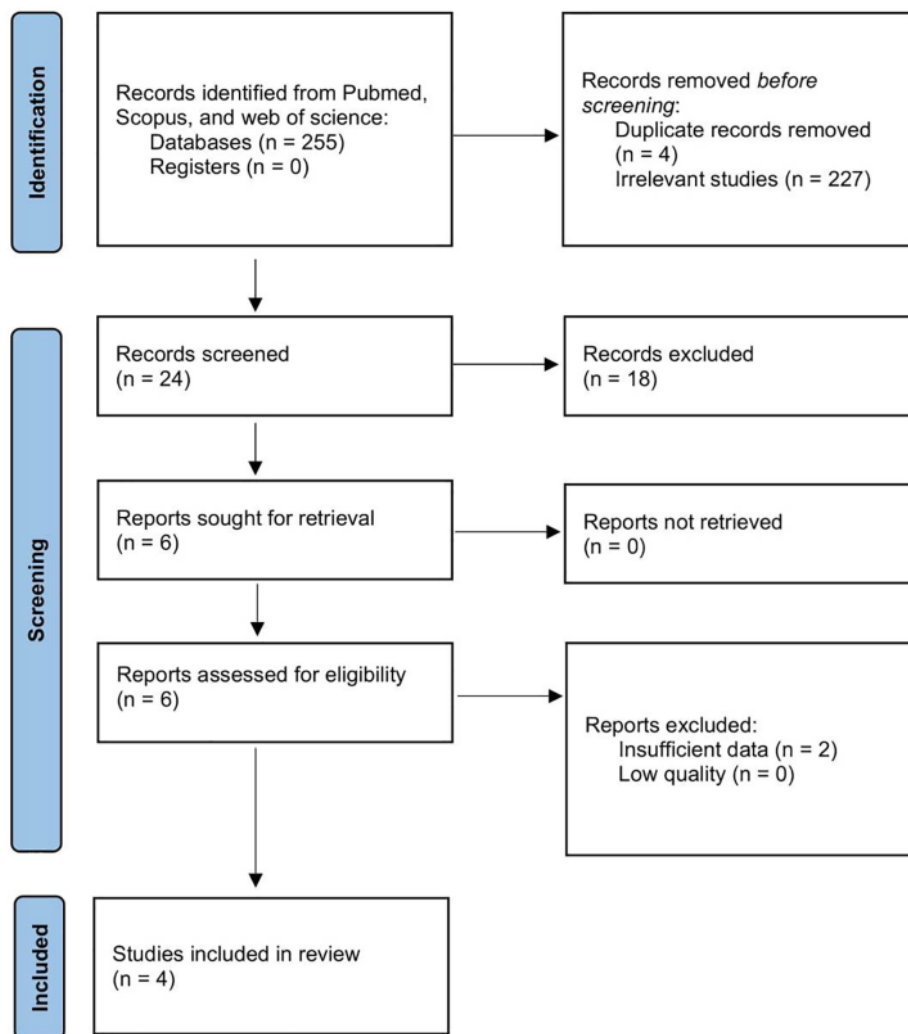 Identification
Records identified from Pubmed,
Scopus, and web of science:
Databases (n = 255)
Registers (n = 0)
Records removed before
screening:
Duplicate records removed
(n = 4)
Irrelevant studies (n = 227)
Screening
Records screened
(n = 24)
Records excluded
(n = 18)
Reports sought for retrieval
(n = 6)
Reports not retrieved
(n = 0)
Reports assessed for eligibility
(n = 6)
Reports excluded:
Insufficient data (n = 2)
Low quality (n = 0)
Included
Studies included in review
(n = 4)